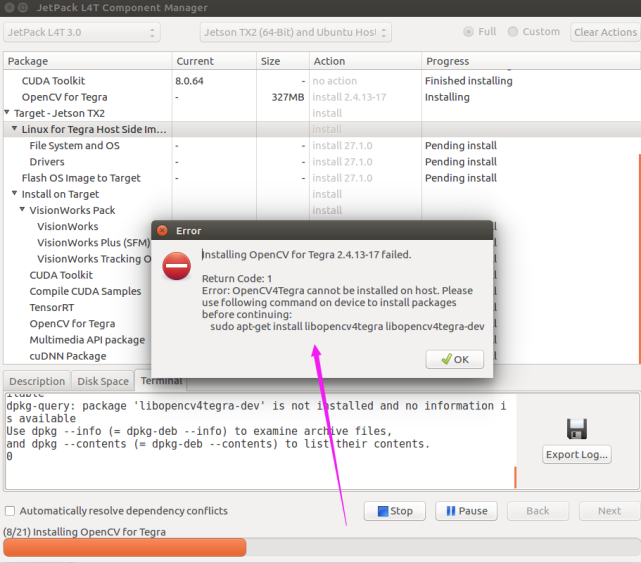 JetPack L4T Component Manager
JetPack L4T 3.0 Jetson TX2 (64-Bit) and Ubuntu Host Full Custom Clear Actions
Package Current Size Action Progress
CUDA Toolkit 8.0.64 - no action Finished installing
OpenCV for Tegra - 327MB install 2.4.13-17 Installing
Target - Jetson TX2 install
Linux for Tegra Host Side Im... install
File System and OS - - install 27.1.0 Pending install
Drivers - - install 27.1.0 Pending install
Flash OS Image to Target - - install 27.1.0 Pending install
Install on Target install
VisionWorks Pack install
VisionWorks
VisionWorks Plus (SFM)
VisionWorks Tracking O
CUDA Toolkit
Compile CUDA Samples
TensorRT
OpenCV for Tegra
Multimedia API package
cuDNN Package
Error
Installing OpenCV for Tegra 2.4.13-17 failed.
Return Code: 1
Error: OpenCV4Tegra cannot be installed on host. Please
use following command on device to install packages
before continuing:
sudo apt-get install libopencv4tegra libopencv4tegra-dev
OK
Description Disk Space Terminal
dpkg-query: package 'libopencv4tegra-dev' is not installed and no information i
s available
Use dpkg --info (= dpkg-deb --info) to examine archive files,
and dpkg --contents (= dpkg-deb --contents) to list their contents.
0
Export Log...
Automatically resolve dependency conflicts
Stop Pause Back Next
(8/21) Installing OpenCV for Tegra